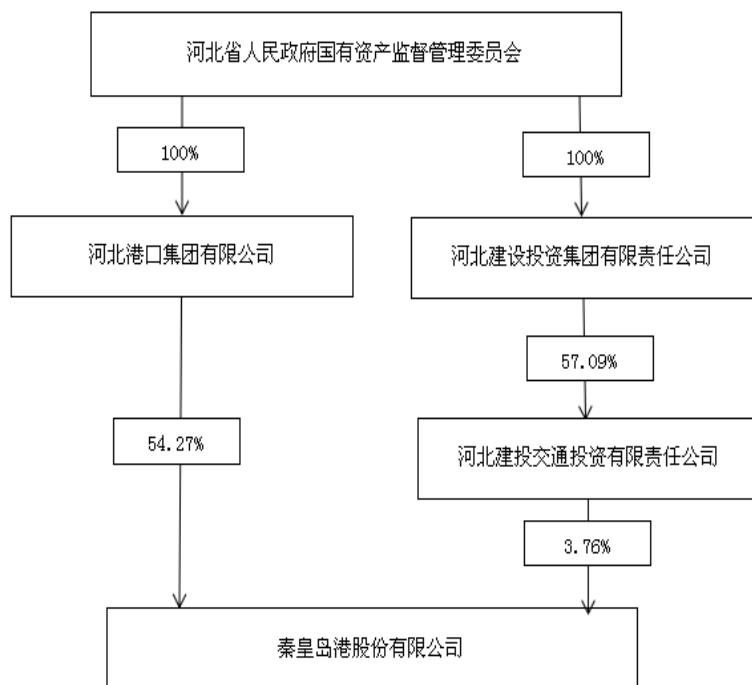 河北省人民政府国有资产监督管理委员会
100%
100%
河北港口集团有限公司
河北建设投资集团有限责任公司
57.09%
54.27%
河北建投交通投资有限责任公司
3.76%
秦皇岛港股份有限公司